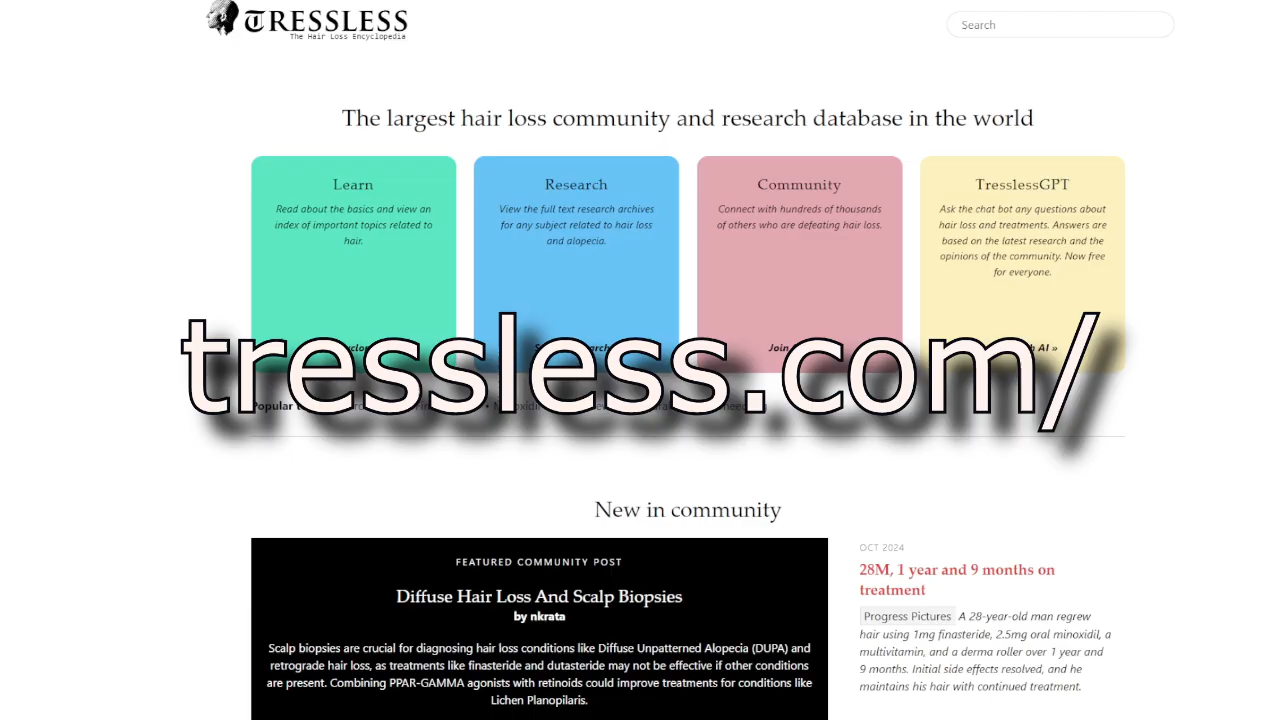 TRESSLESS
The Hair Loss Encyclopedia
Search
The largest hair loss community and research database in the world
Learn
Read about the basics and view an
index of important topics related to
hair.
Research
View the full text research archives
for any subject related to hair loss
and alopecia.
Community
Connect with hundreds of thousands
of others who are defeating hair loss.
TresslessGPT
Ask the chat bot any questions about
hair loss and treatments. Answers are
based on the latest research and the
opinions of the community. Now free
for everyone.
Join
AI »
tressless.com/
Popular
New in community
FEATURED COMMUNITY POST
Diffuse Hair Loss And Scalp Biopsies
by nkrata
Scalp biopsies are crucial for diagnosing hair loss conditions like Diffuse Unpatterned Alopecia (DUPA) and
retrograde hair loss, as treatments like finasteride and dutasteride may not be effective if other conditions
are present. Combining PPAR-GAMMA agonists with retinoids could improve treatments for conditions like
Lichen Planopilaris.
OCT 2024
28M, 1 year and 9 months on
treatment
Progress Pictures A 28-year-old man regrew
hair using 1mg finasteride, 2.5mg oral minoxidil, a
multivitamin, and a derma roller over 1 year and
9 months. Initial side effects resolved, and he
maintains his hair with continued treatment.